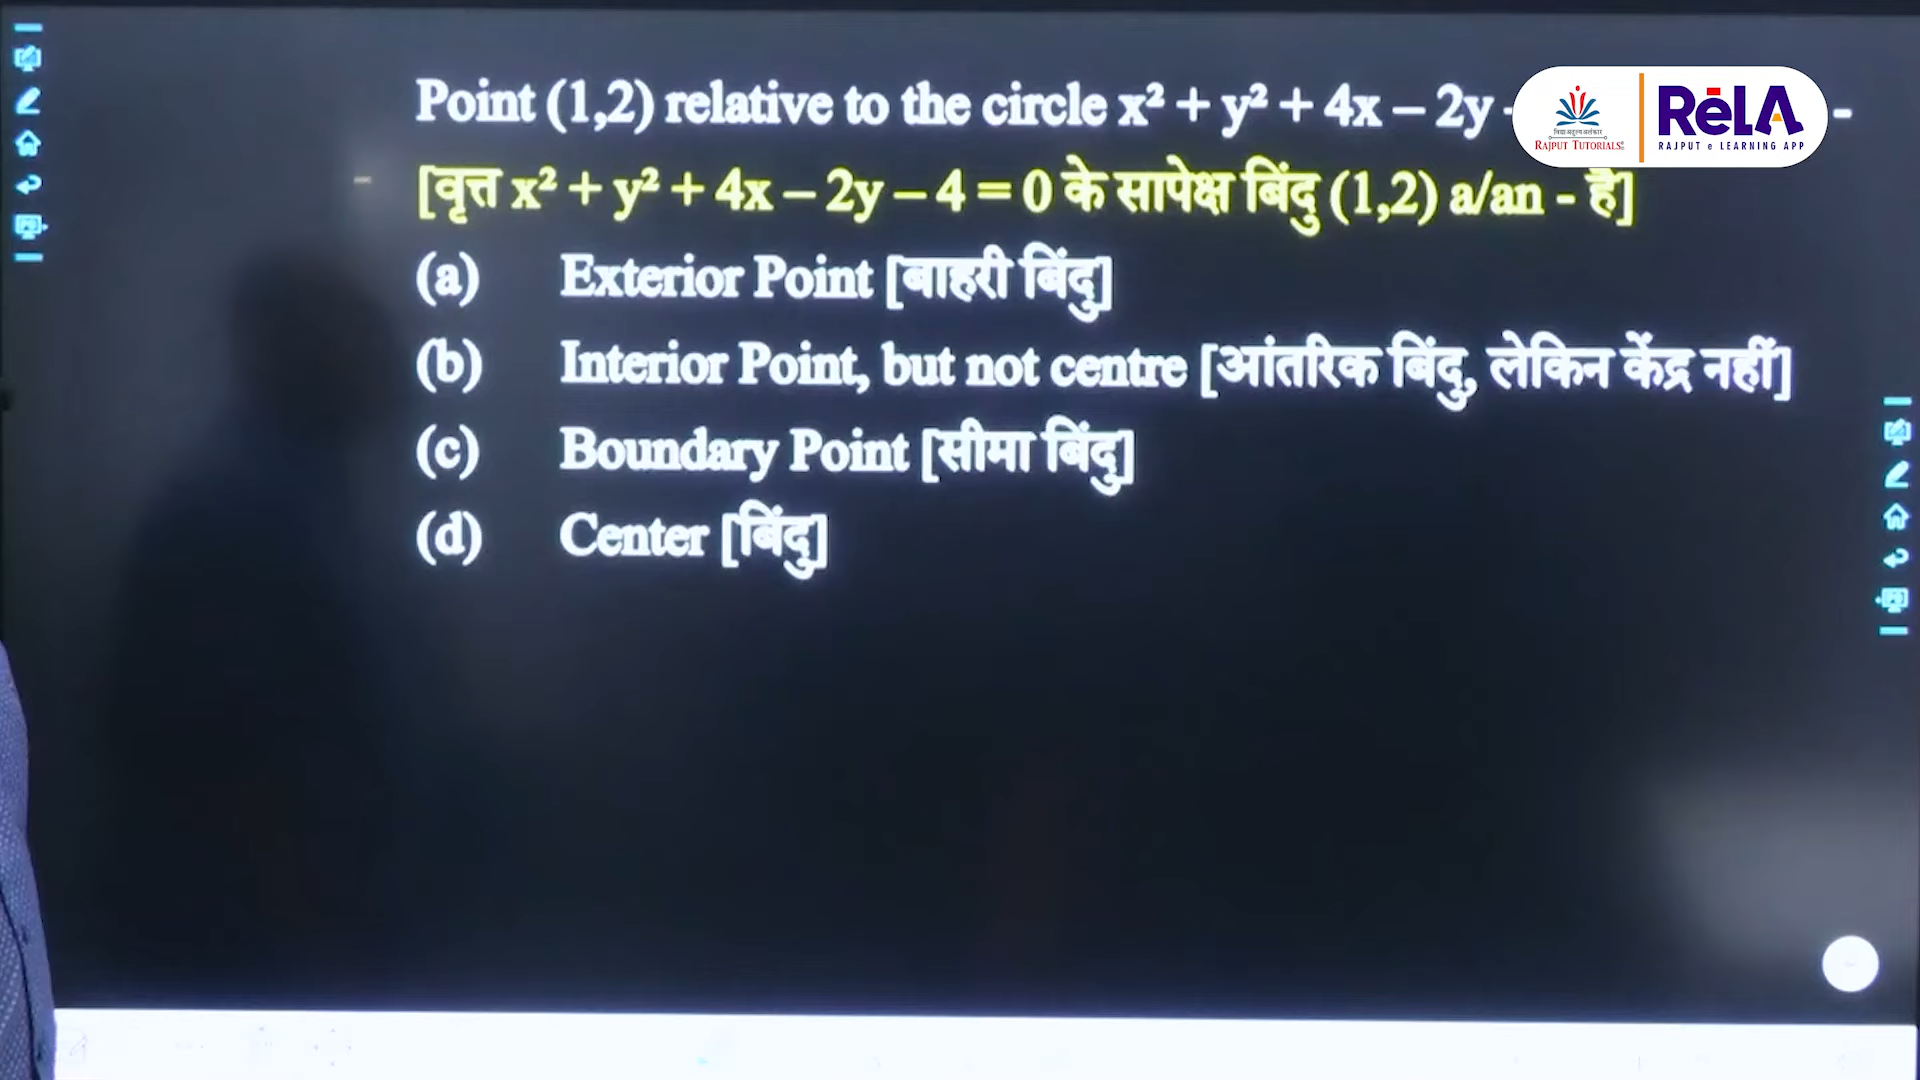 Point (1,2) relative to the circle x² + y² + 4x – 2y -
[वृत्त x² + y² + 4x – 2y – 4 = 0 के सापेक्ष बिंदु (1,2) a/an - है]
(a) Exterior Point [बाहरी बिंदु]
(b) Interior Point, but not centre [आंतरिक बिंदु, लेकिन केंद्र नहीं]
(c) Boundary Point [सीमा बिंदु]
(d) Center [बिंदु]
RAJPUT TUTORIALS
RēLA
RAJPUT e LEARNING APP